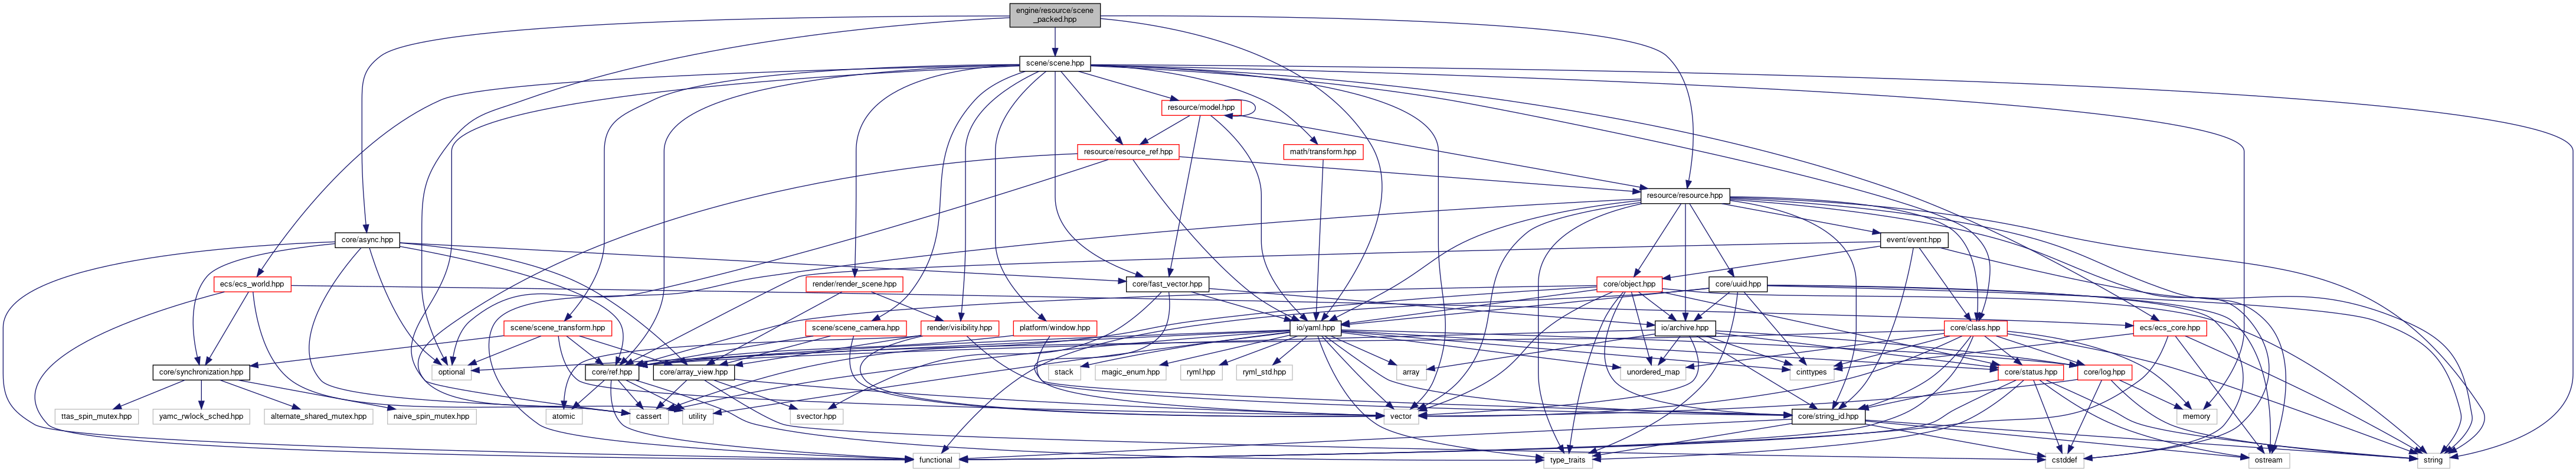 engine/resource/scene
_packed.hpp
scene/scene.hpp
resource/model.hpp
resource/resource_ref.hpp
math/transform.hpp
resource/resource.hpp
core/async.hpp
event/event.hpp
ecs/ecs_world.hpp
render/render_scene.hpp
core/fast_vector.hpp
core/object.hpp
core/uuid.hpp
scene/scene_transform.hpp
scene/scene_camera.hpp
render/visibility.hpp
platform/window.hpp
io/yaml.hpp
io/archive.hpp
core/class.hpp
ecs/ecs_core.hpp
core/synchronization.hpp
optional
core/ref.hpp
core/array_view.hpp
stack
magic_enum.hpp
ryml.hpp
ryml_std.hpp
array
unordered_map
cinttypes
core/status.hpp
core/log.hpp
ttas_spin_mutex.hpp
yamc_rwlock_sched.hpp
alternate_shared_mutex.hpp
naive_spin_mutex.hpp
atomic
cassert
utility
svector.hpp
vector
core/string_id.hpp
memory
functional
type_traits
cstddef
ostream
string